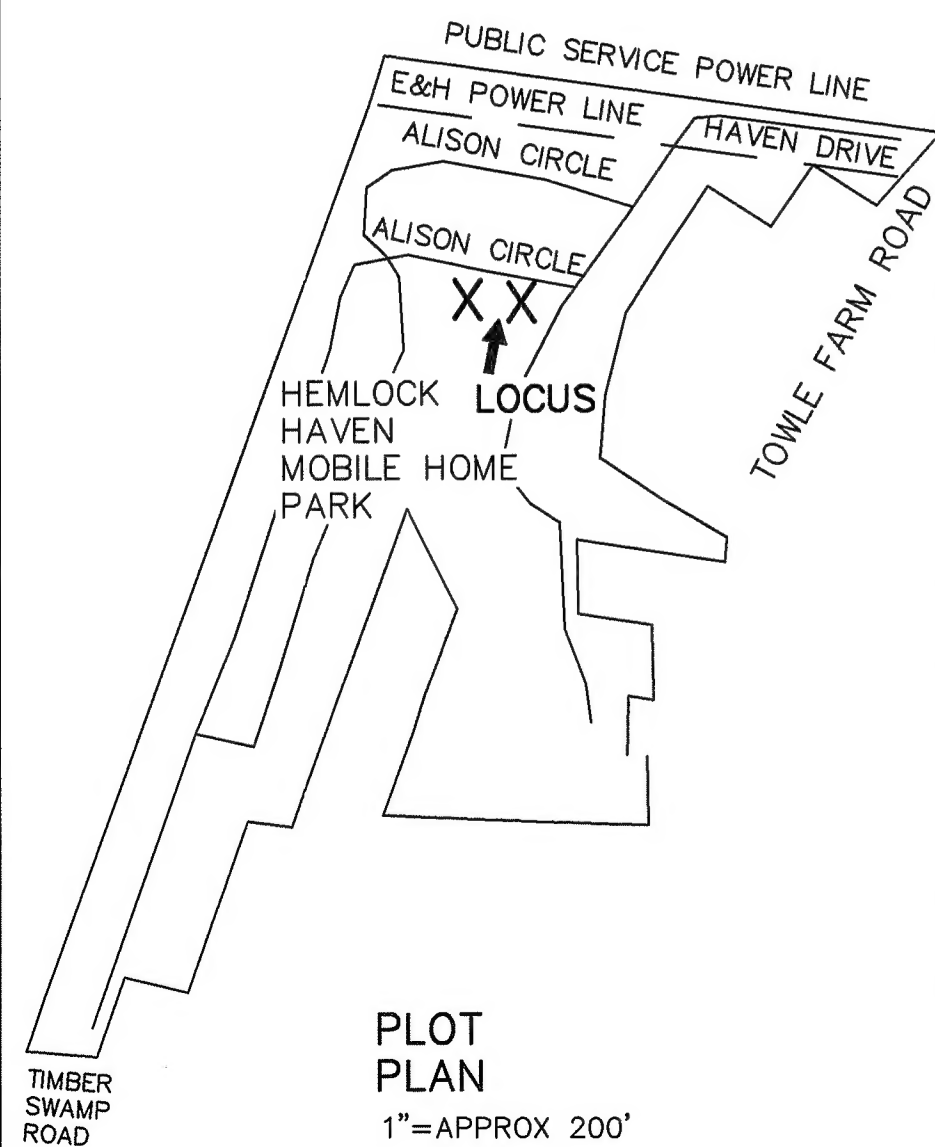 PUBLIC SERVICE POWER LINE
E&H POWER LINE
HAVEN DRIVE
ALISON CIRCLE
ALISON CIRCLE
TOWLE FARM ROAD
X X
LOCUS
HEMLOCK
HAVEN
MOBILE HOME
PARK
PLOT
PLAN
1"=APPROX 200'
TIMBER
SWAMP
ROAD